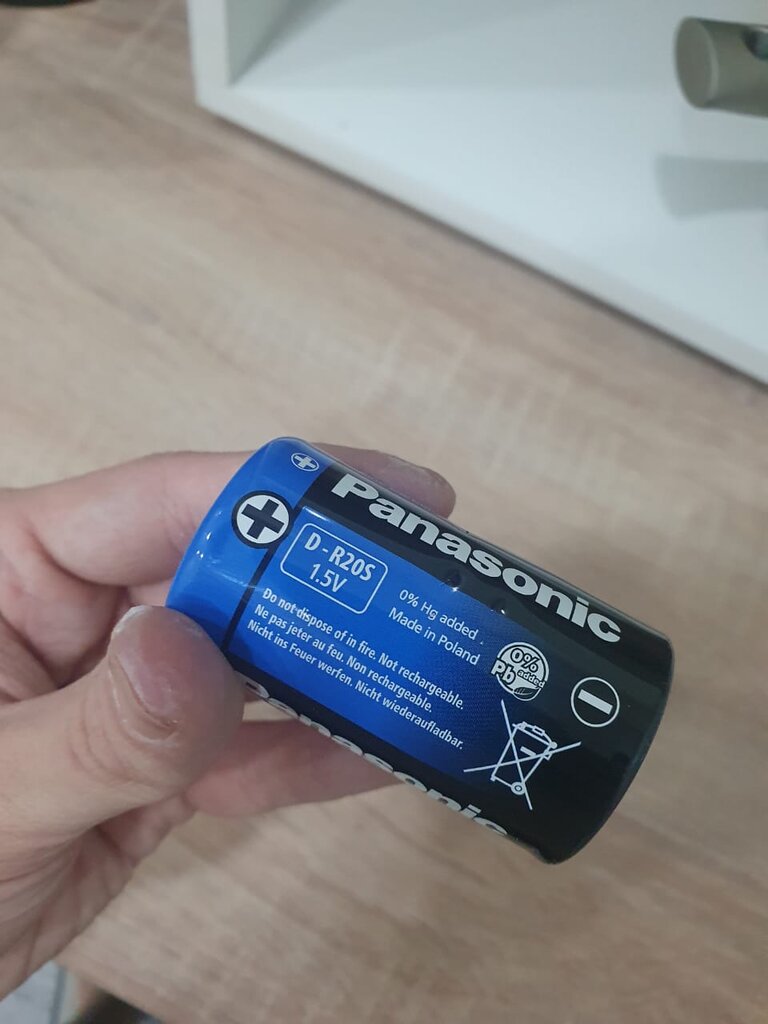 Panasonic
D-R20S
1.5V
0% Hg added
Made in Poland
Do not dispose of in fire. Not rechargeable.
Ne pas jeter au feu. Non rechargeable.
Nicht ins Feuer werfen. Nicht wiederaufladbar.
0%
Pb added
Panasonic